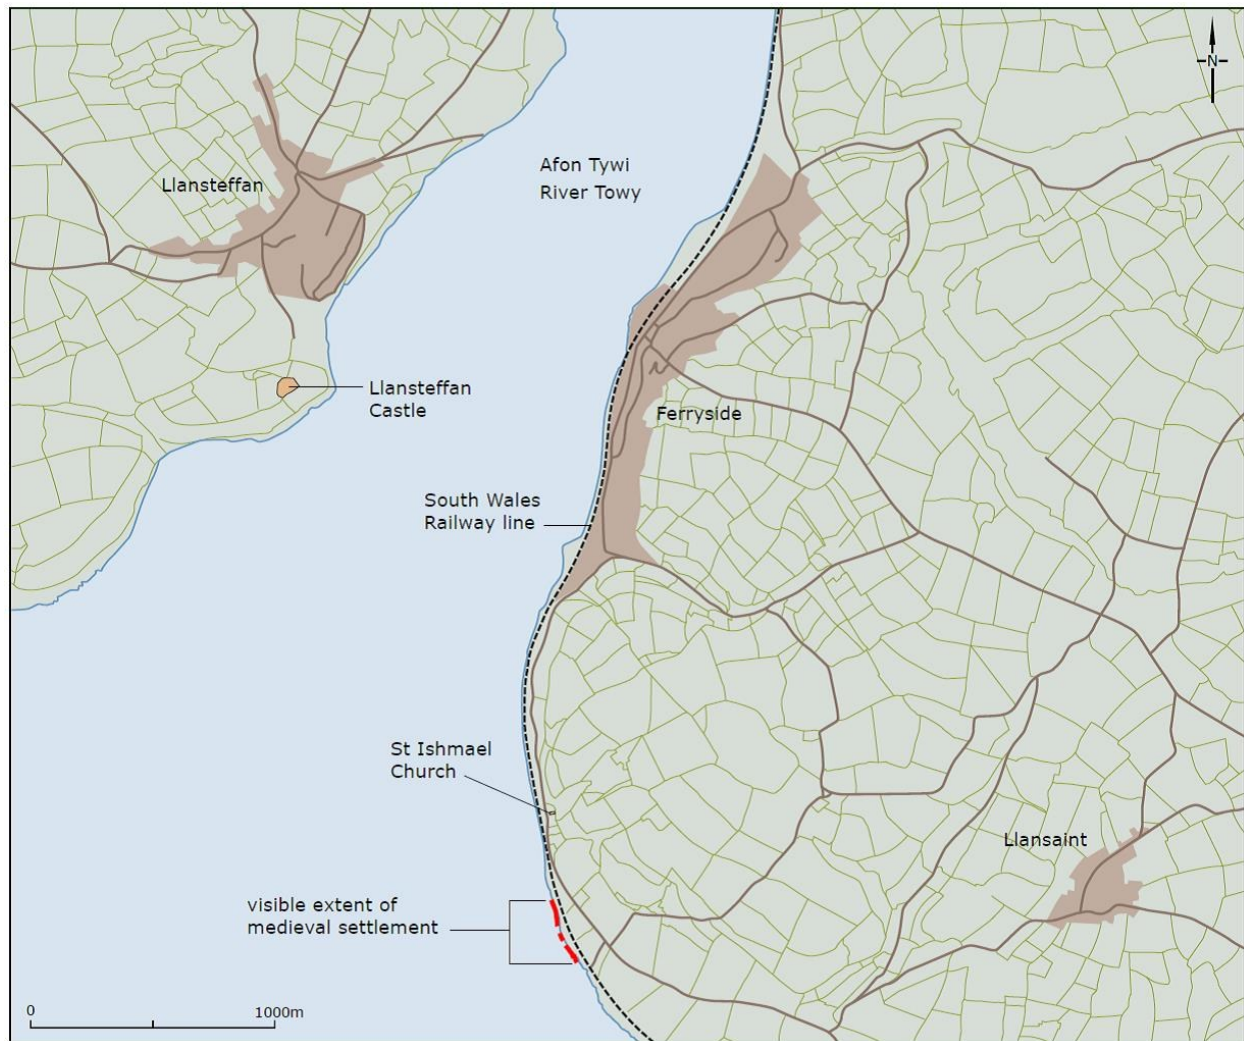 N
Afon Tywi
River Towy
Llansteffan
Llansteffan
Castle
Ferryside
South Wales
Railway line
St Ishmael
Church
Llansaint
visible extent of
medieval settlement
0 1000m